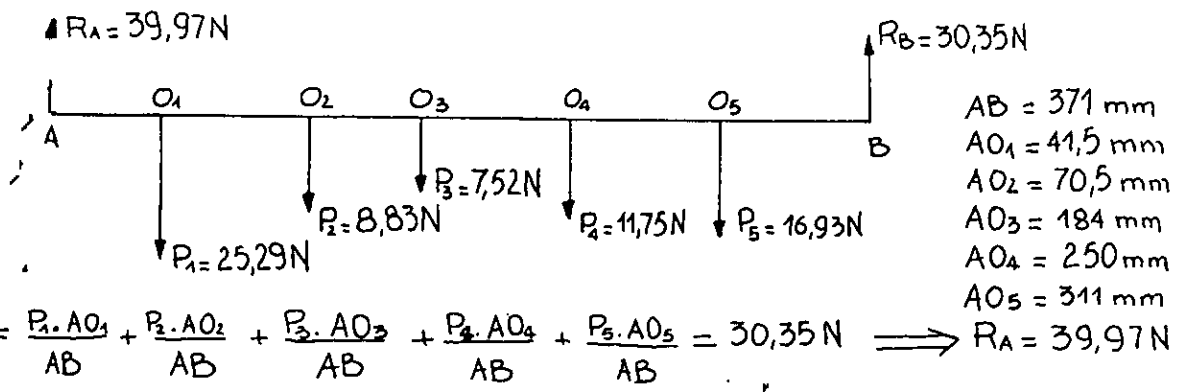 R_A = 39,97N
R_B = 30,35N
O₁ O₂ O₃ O₄ O₅
A B
P₁ = 25,29N
P₂ = 8,83N
P₃ = 7,52N
P₄ = 11,75N
P₅ = 16,93N
AB = 371 mm
AO₁ = 41,5 mm
AO₂ = 70,5 mm
AO₃ = 184 mm
AO₄ = 250 mm
AO₅ = 311 mm
= P₁.AO₁/AB + P₂.AO₂/AB + P₃.AO₃/AB + P₄.AO₄/AB + P₅.AO₅/AB = 30,35 N ⟹ R_A = 39,97N